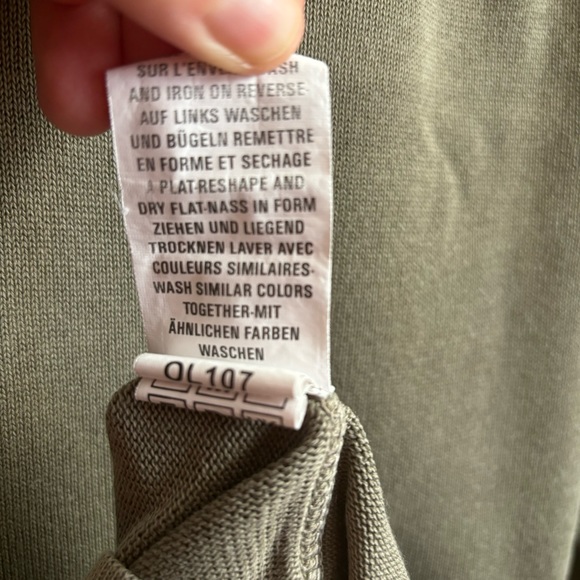 SUR L'ENVE WASH
AND IRON ON REVERSE-
AUF LINKS WASCHEN
UND BÜGELN REMETTRE
EN FORME ET SECHAGE
A PLAT-RESHAPE AND
DRY FLAT-NASS IN FORM
ZIEHEN UND LIEGEND
TROCKNEN LAVER AVEC
COULEURS SIMILAIRES-
WASH SIMILAR COLORS
TOGETHER-MIT
ÄHNLICHEN FARBEN
WASCHEN
107